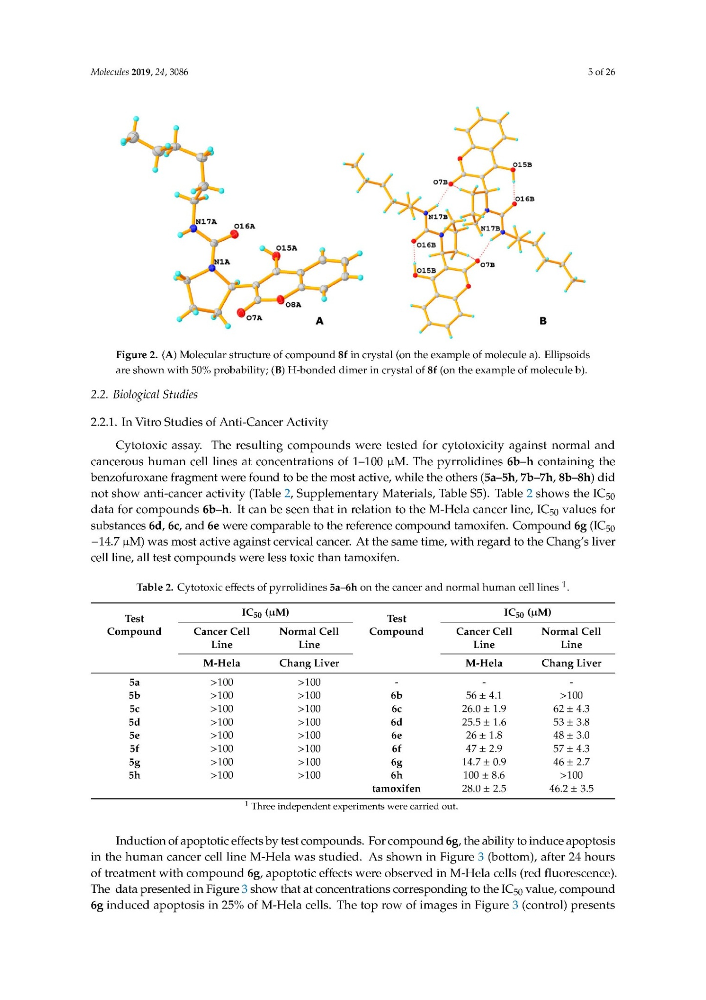 Molecules 2019, 24, 3086 5 of 26
N17A
O16A
O15A
N1A
O8A
O7A
A
O15B
O7B
O16B
N17B
N17B
O16B
O7B
O15B
B
Figure 2. (A) Molecular structure of compound 8f in crystal (on the example of molecule a). Ellipsoids
are shown with 50% probability; (B) H-bonded dimer in crystal of 8f (on the example of molecule b).
2.2. Biological Studies
2.2.1. In Vitro Studies of Anti-Cancer Activity
Cytotoxic assay. The resulting compounds were tested for cytotoxicity against normal and
cancerous human cell lines at concentrations of 1–100 μM. The pyrrolidines 6b–h containing the
benzofuroxane fragment were found to be the most active, while the others (5a–5h, 7b–7h, 8b–8h) did
not show anti-cancer activity (Table 2, Supplementary Materials, Table S5). Table 2 shows the IC50
data for compounds 6b–h. It can be seen that in relation to the M-Hela cancer line, IC50 values for
substances 6d, 6c, and 6e were comparable to the reference compound tamoxifen. Compound 6g (IC50
−14.7 μM) was most active against cervical cancer. At the same time, with regard to the Chang's liver
cell line, all test compounds were less toxic than tamoxifen.
Table 2. Cytotoxic effects of pyrrolidines 5a–6h on the cancer and normal human cell lines 1.
Test Compound IC50 (μM) Test Compound IC50 (μM)
Cancer Cell Line Normal Cell Line Cancer Cell Line Normal Cell Line
M-Hela Chang Liver M-Hela Chang Liver
5a >100 >100 - - -
5b >100 >100 6b 56 ± 4.1 >100
5c >100 >100 6c 26.0 ± 1.9 62 ± 4.3
5d >100 >100 6d 25.5 ± 1.6 53 ± 3.8
5e >100 >100 6e 26 ± 1.8 48 ± 3.0
5f >100 >100 6f 47 ± 2.9 57 ± 4.3
5g >100 >100 6g 14.7 ± 0.9 46 ± 2.7
5h >100 >100 6h 100 ± 8.6 >100
tamoxifen 28.0 ± 2.5 46.2 ± 3.5
1 Three independent experiments were carried out.
Induction of apoptotic effects by test compounds. For compound 6g, the ability to induce apoptosis
in the human cancer cell line M-Hela was studied. As shown in Figure 3 (bottom), after 24 hours
of treatment with compound 6g, apoptotic effects were observed in M-Hela cells (red fluorescence).
The data presented in Figure 3 show that at concentrations corresponding to the IC50 value, compound
6g induced apoptosis in 25% of M-Hela cells. The top row of images in Figure 3 (control) presents